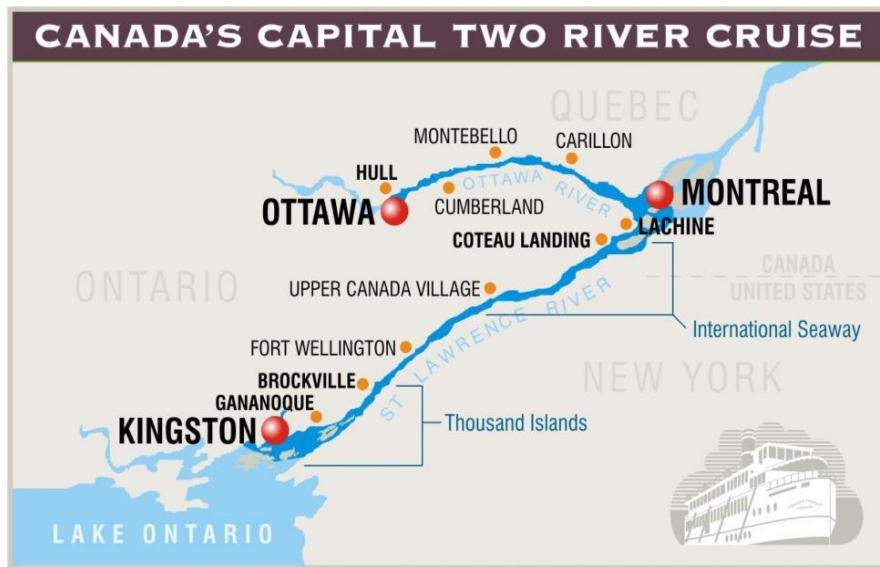 CANADA'S CAPITAL TWO RIVER CRUISE
QUEBEC
MONTEBELLO
CARILLON
HULL
OTTAWA RIVER
MONTREAL
OTTAWA
CUMBERLAND
LACHINE
COTEAU LANDING
CANADA
UNITED STATES
ONTARIO
UPPER CANADA VILLAGE
ST LAWRENCE RIVER
International Seaway
FORT WELLINGTON
NEW YORK
BROCKVILLE
GANANOQUE
Thousand Islands
KINGSTON
LAKE ONTARIO